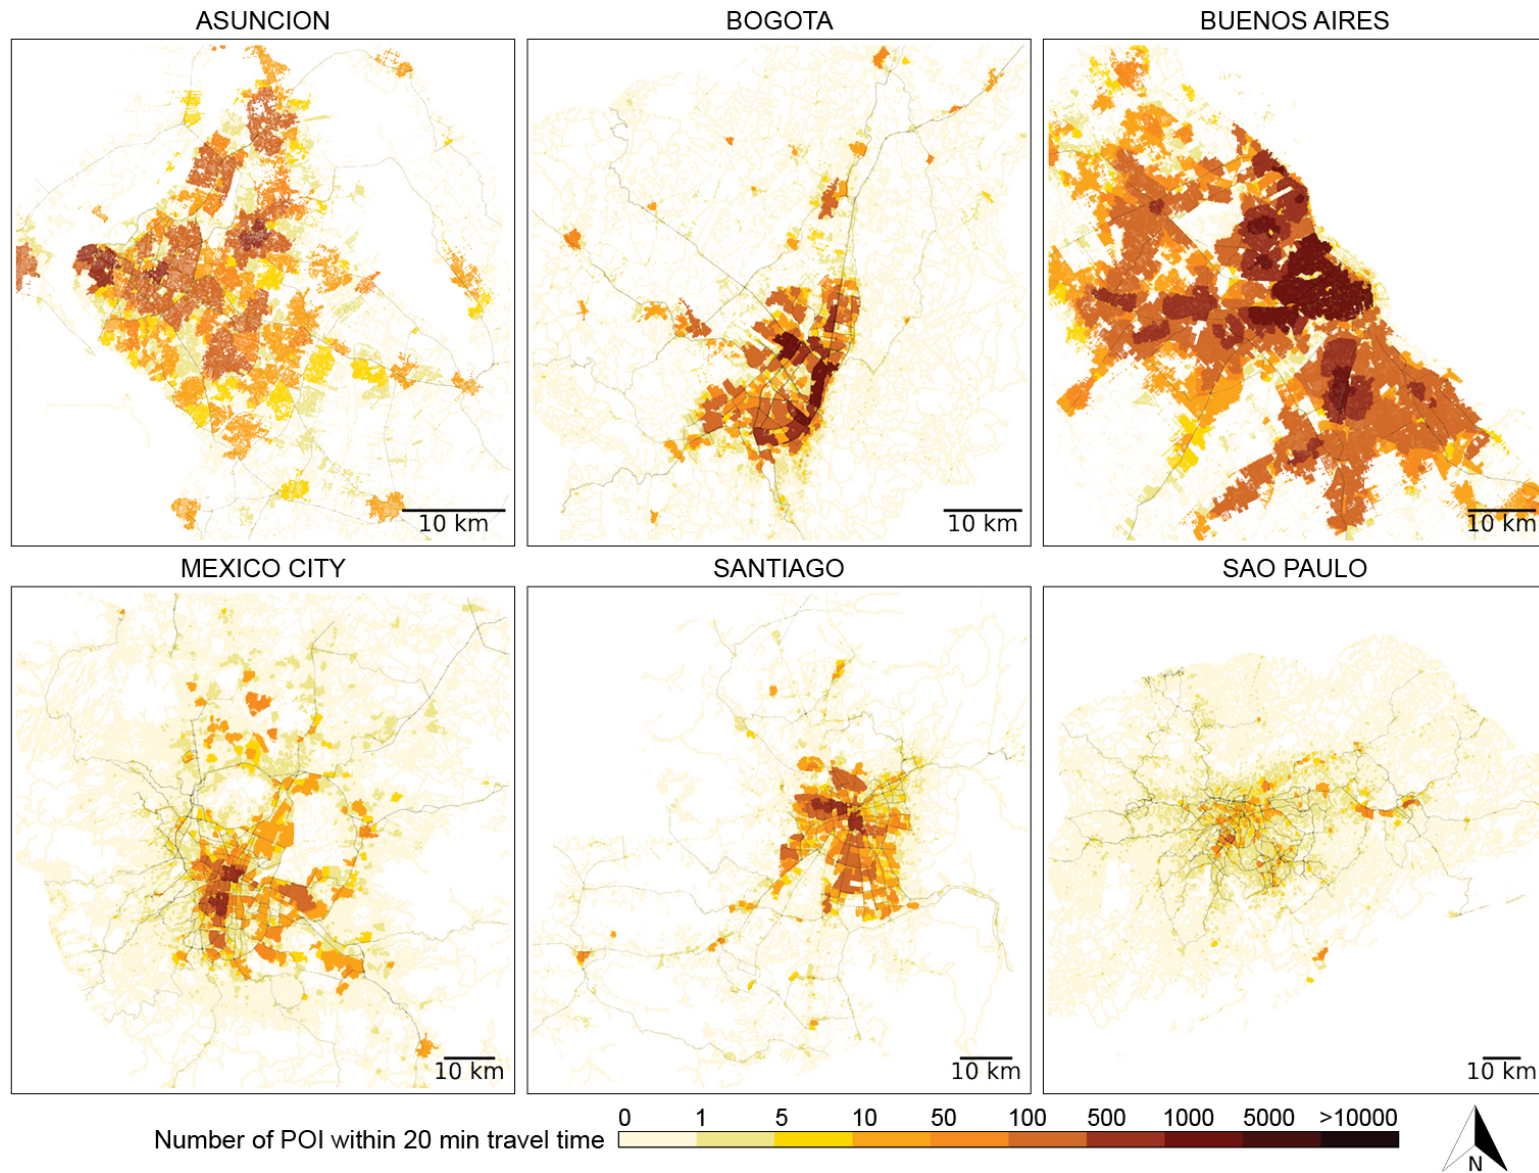 ASUNCION
BOGOTA
BUENOS AIRES
10 km
10 km
10 km
MEXICO CITY
SANTIAGO
SAO PAULO
10 km
10 km
10 km
0 1 5 10 50 100 500 1000 5000 >10000
Number of POI within 20 min travel time
N